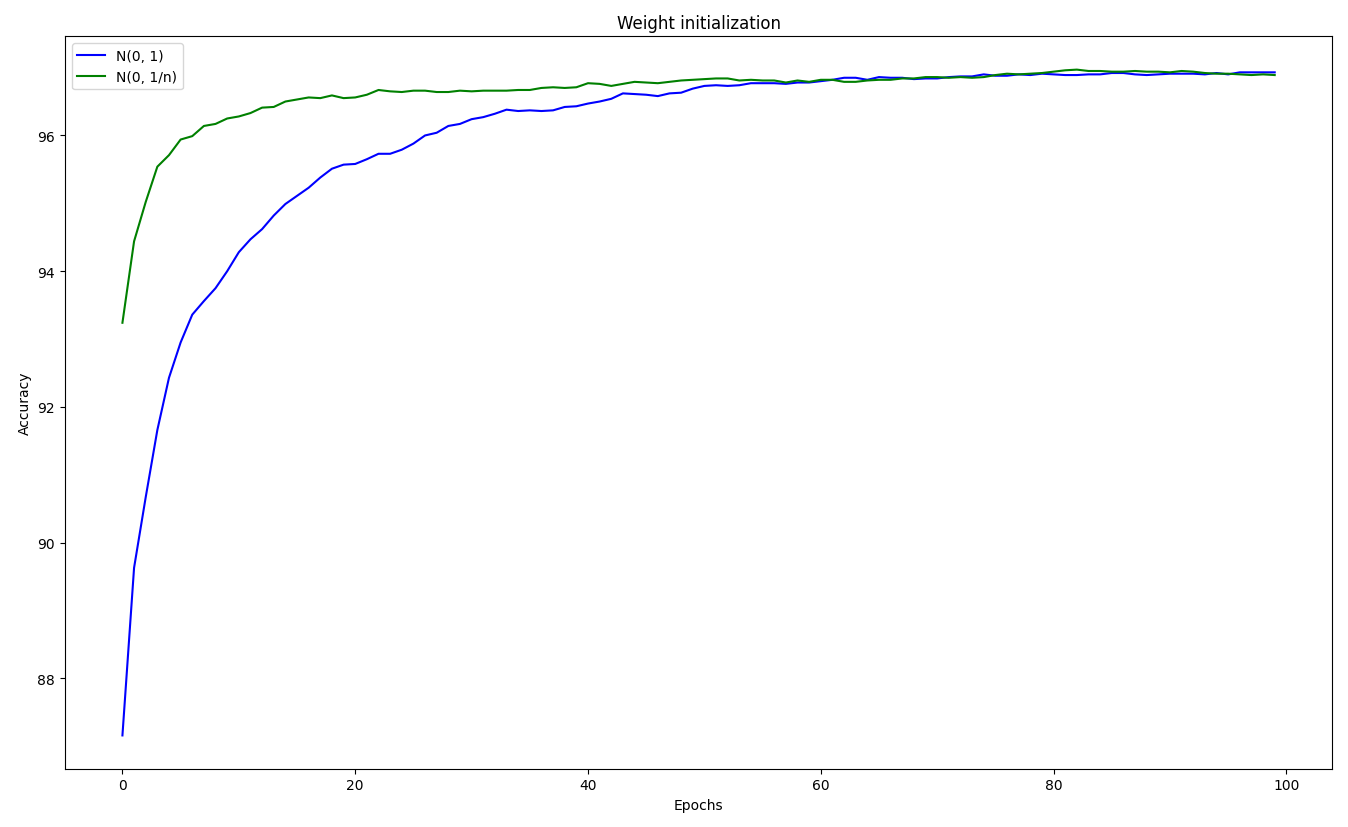 Weight initialization
N(0, 1)
N(0, 1/n)
96
94
92
90
88
Accuracy
0 20 40 60 80 100
Epochs